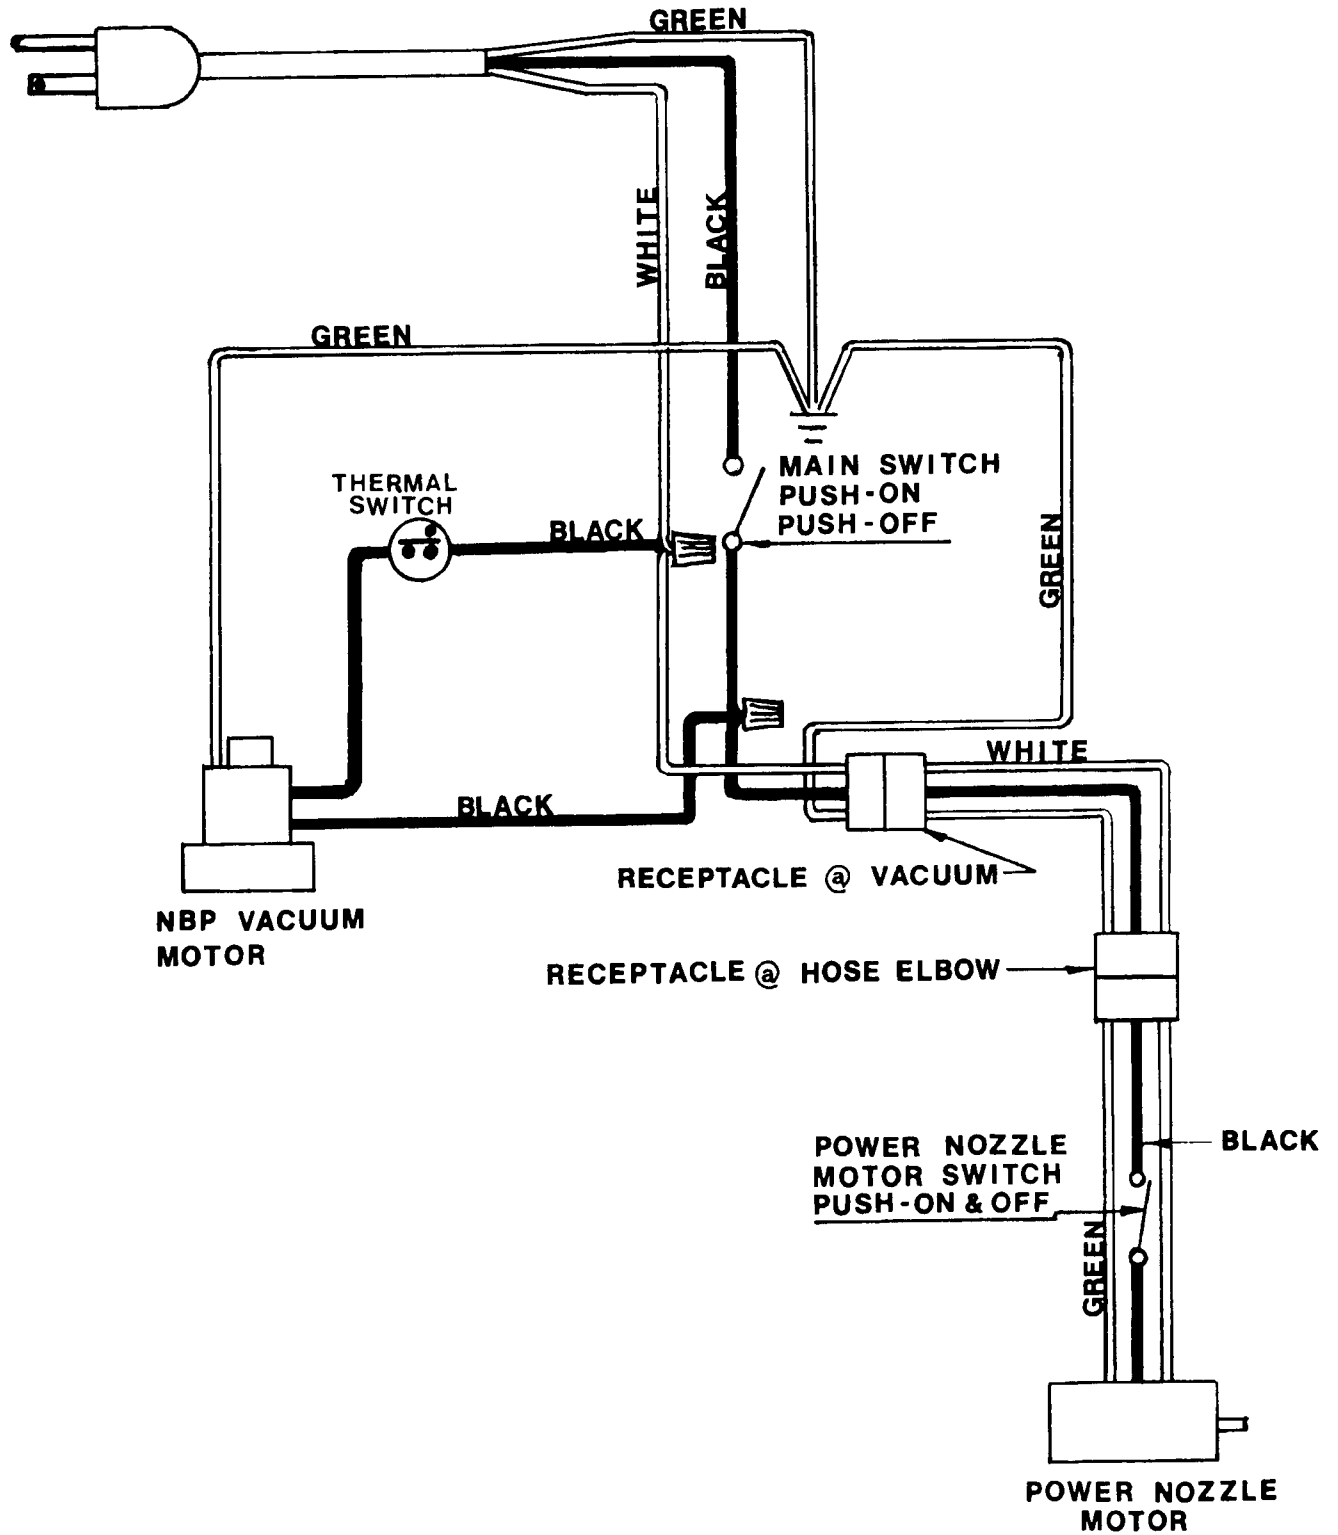 GREEN
WHITE
BLACK
GREEN
THERMAL
SWITCH
MAIN SWITCH
PUSH-ON
PUSH-OFF
BLACK
GREEN
WHITE
BLACK
RECEPTACLE @ VACUUM
NBP VACUUM
MOTOR
RECEPTACLE @ HOSE ELBOW
POWER NOZZLE
MOTOR SWITCH
PUSH-ON & OFF
BLACK
GREEN
POWER NOZZLE
MOTOR